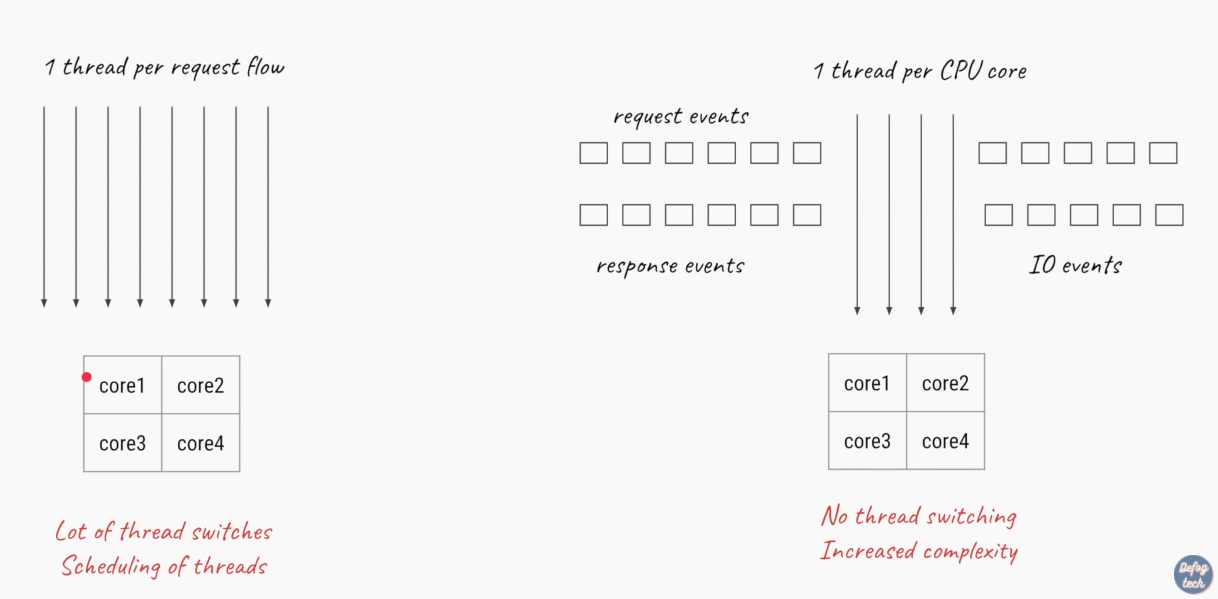 1 thread per request flow
core1 core2
core3 core4
Lot of thread switches
Scheduling of threads
1 thread per CPU core
request events
response events
IO events
core1 core2
core3 core4
No thread switching
Increased complexity
Defog
tech